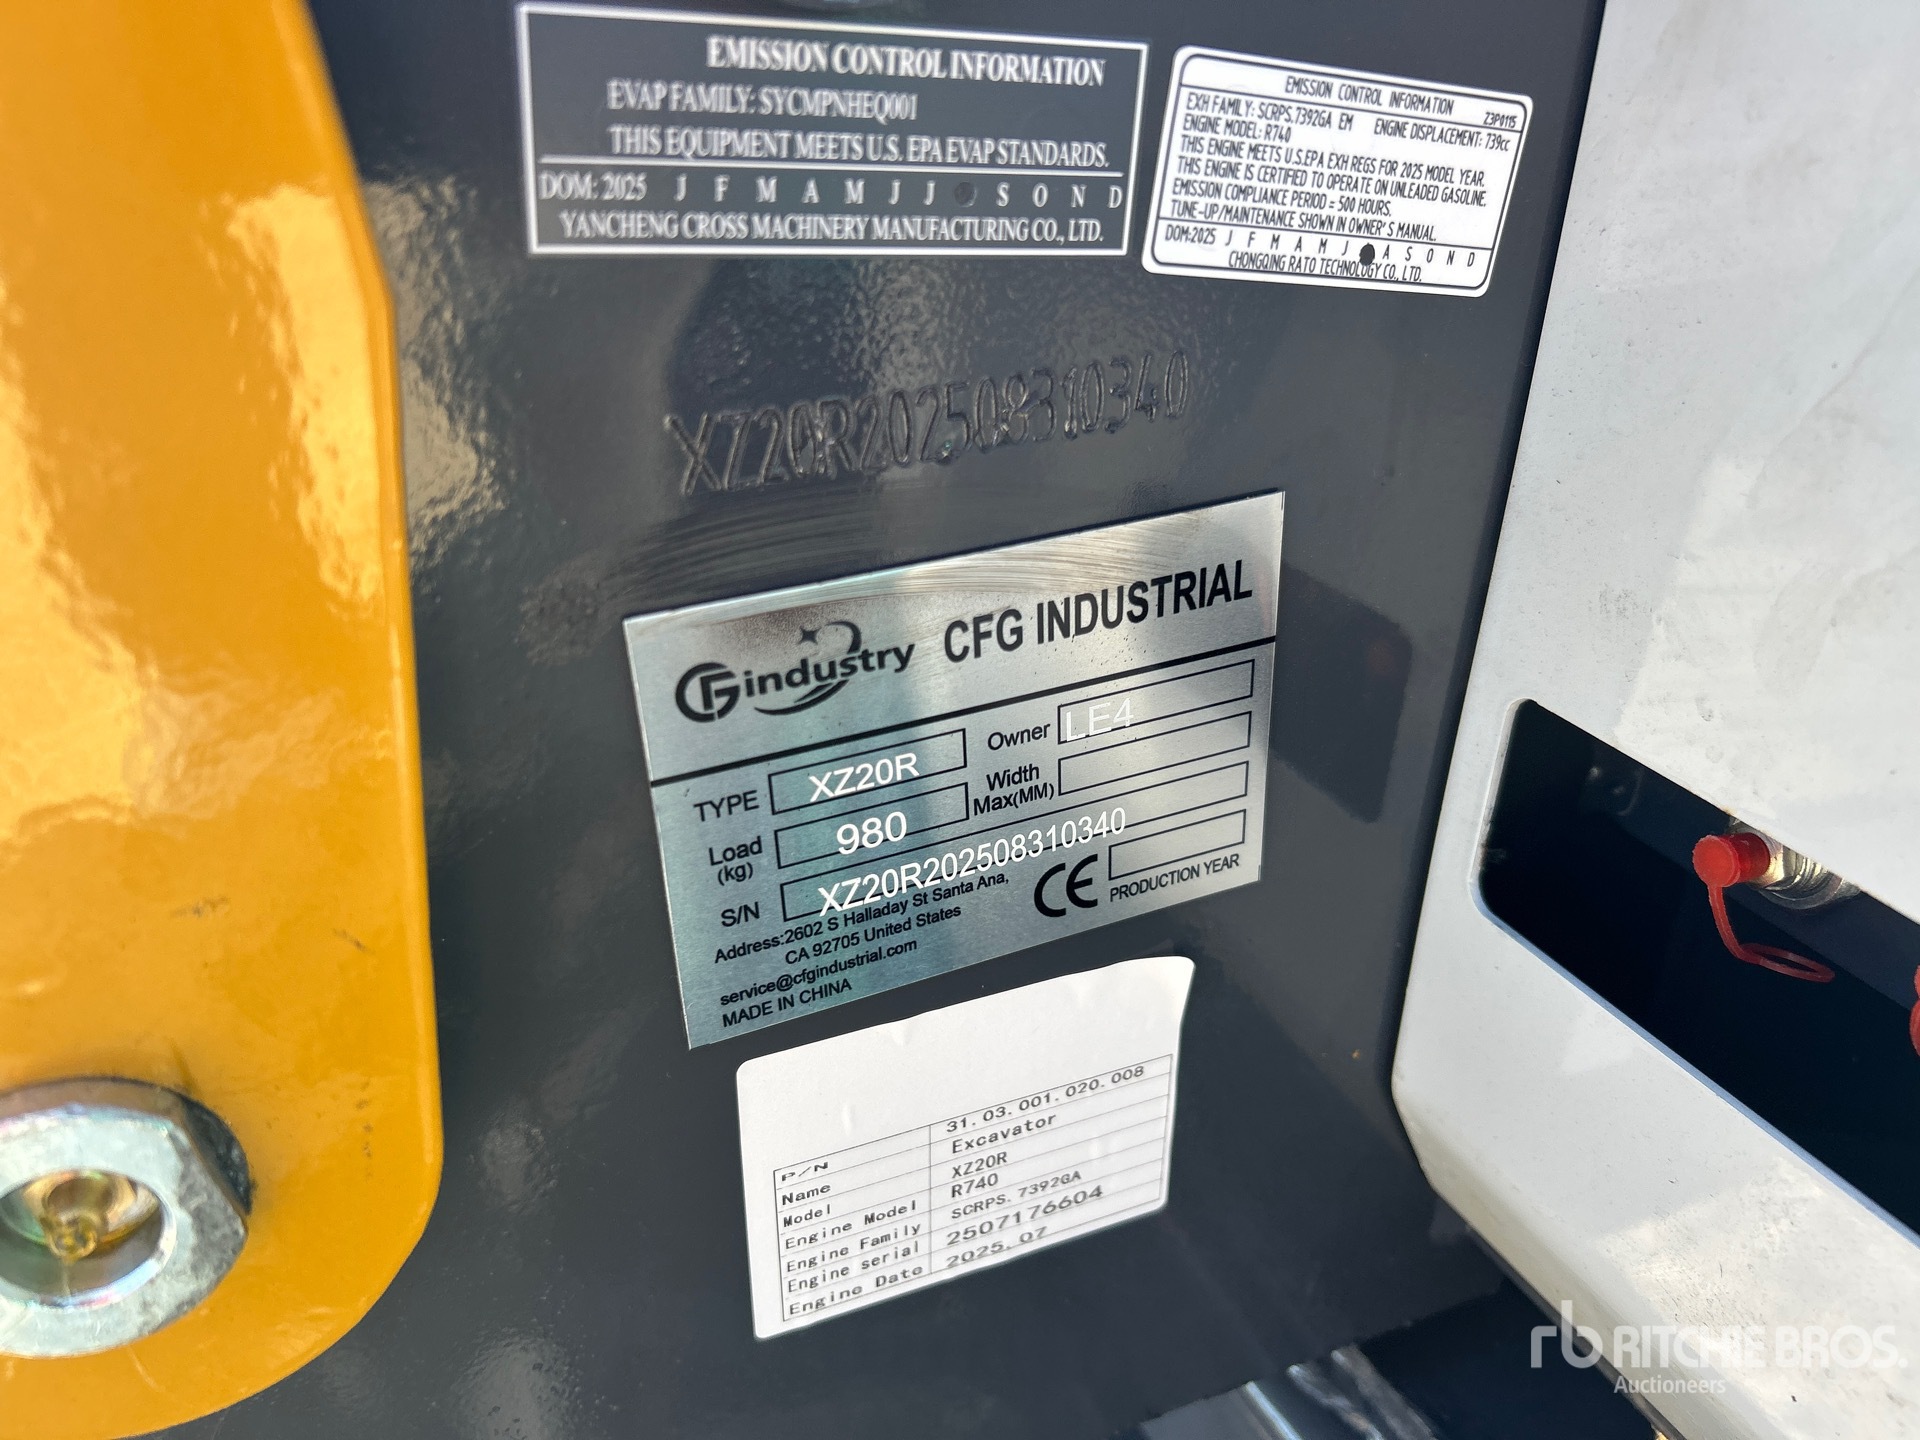 EMISSION CONTROL INFORMATION
EVAP FAMILY: SYCMPNHEQ001
THIS EQUIPMENT MEETS U.S. EPA EVAP STANDARDS.
DOM: 2025 J F M A M J J S O N D
YANCHENG CROSS MACHINERY MANUFACTURING CO., LTD.
EMISSION CONTROL INFORMATION
Z3P0115
EXH FAMILY: SCRPS.7392GA EM ENGINE DISPLACEMENT: 739cc
ENGINE MODEL: R740
THIS ENGINE MEETS U.S.EPA EXH REGS FOR 2025 MODEL YEAR.
THIS ENGINE IS CERTIFIED TO OPERATE ON UNLEADED GASOLINE.
EMISSION COMPLIANCE PERIOD = 500 HOURS.
TUNE-UP/MAINTENANCE SHOWN IN OWNER'S MANUAL.
DOM:2025 J F M A M J A S O N D
CHONGQING RATO TECHNOLOGY CO., LTD.
XZ20R202508310340
CFG industry CFG INDUSTRIAL
TYPE XZ20R Owner LE4
Load (kg) 980 Width Max(MM)
S/N XZ20R202508310340
Address:2602 S Halladay St Santa Ana,
CA 92705 United States
service@cfgindustrial.com
MADE IN CHINA
CE PRODUCTION YEAR
P/N 31.03.001.020.008
Name Excavator
Model XZ20R
Engine Model R740
Engine Family SCRPS.7392GA
Engine serial 2507176604
Engine Date 2025.07
rb RITCHIE BROS.
Auctioneers